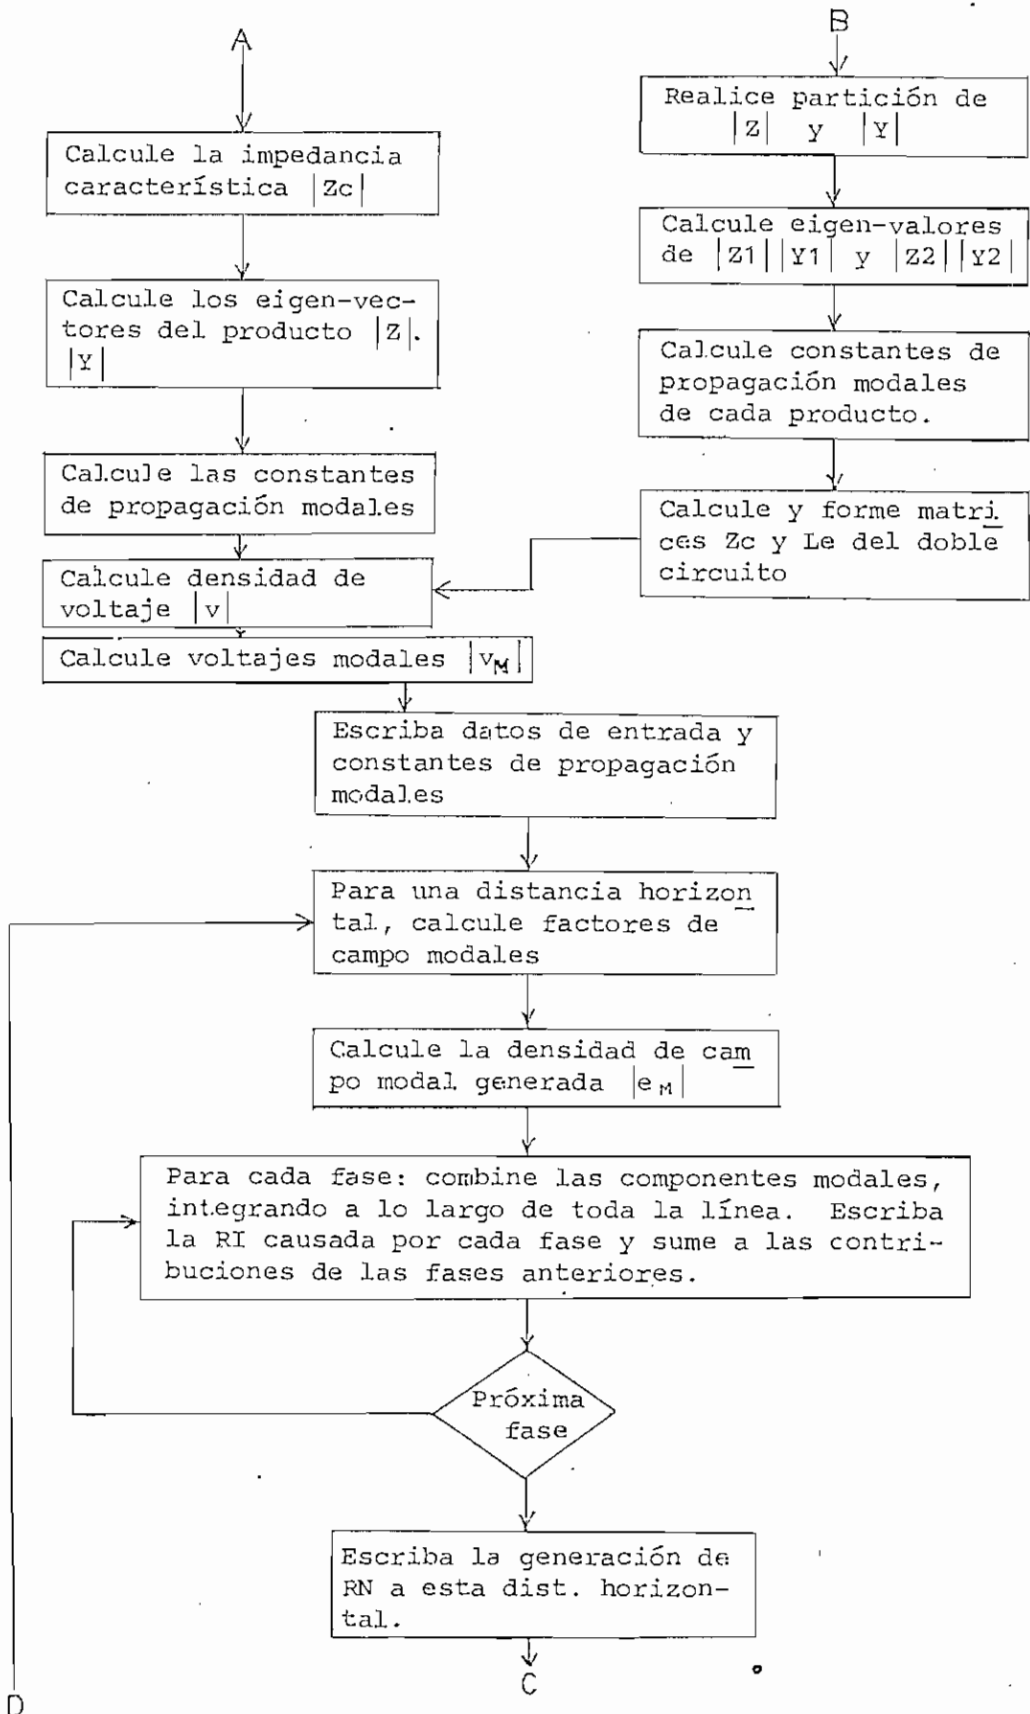 A
Calcule la impedancia
característica |Zc|
Calcule los eigen-vec-
tores del producto |Z|.
|Y|
Calcule las constantes
de propagación modales
Calcule densidad de
voltaje |v|
Calcule voltajes modales |vM|
B
Realice partición de
|Z| y |Y|
Calcule eigen-valores
de |Z1||Y1| y |Z2||Y2|
Calcule constantes de
propagación modales
de cada producto.
Calcule y forme matri
ces Zc y Le del doble
circuito
Escriba datos de entrada y
constantes de propagación
modales
Para una distancia horizon
tal, calcule factores de
campo modales
Calcule la densidad de cam
po modal generada |eM|
Para cada fase: combine las componentes modales,
integrando a lo largo de toda la línea. Escriba
la RI causada por cada fase y sume a las contri-
buciones de las fases anteriores.
Próxima
fase
Escriba la generación de
RN a esta dist. horizon-
tal.
C
D